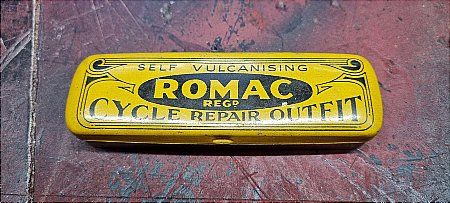 SELF VULCANISING
ROMAC
REGD
CYCLE REPAIR OUTFIT